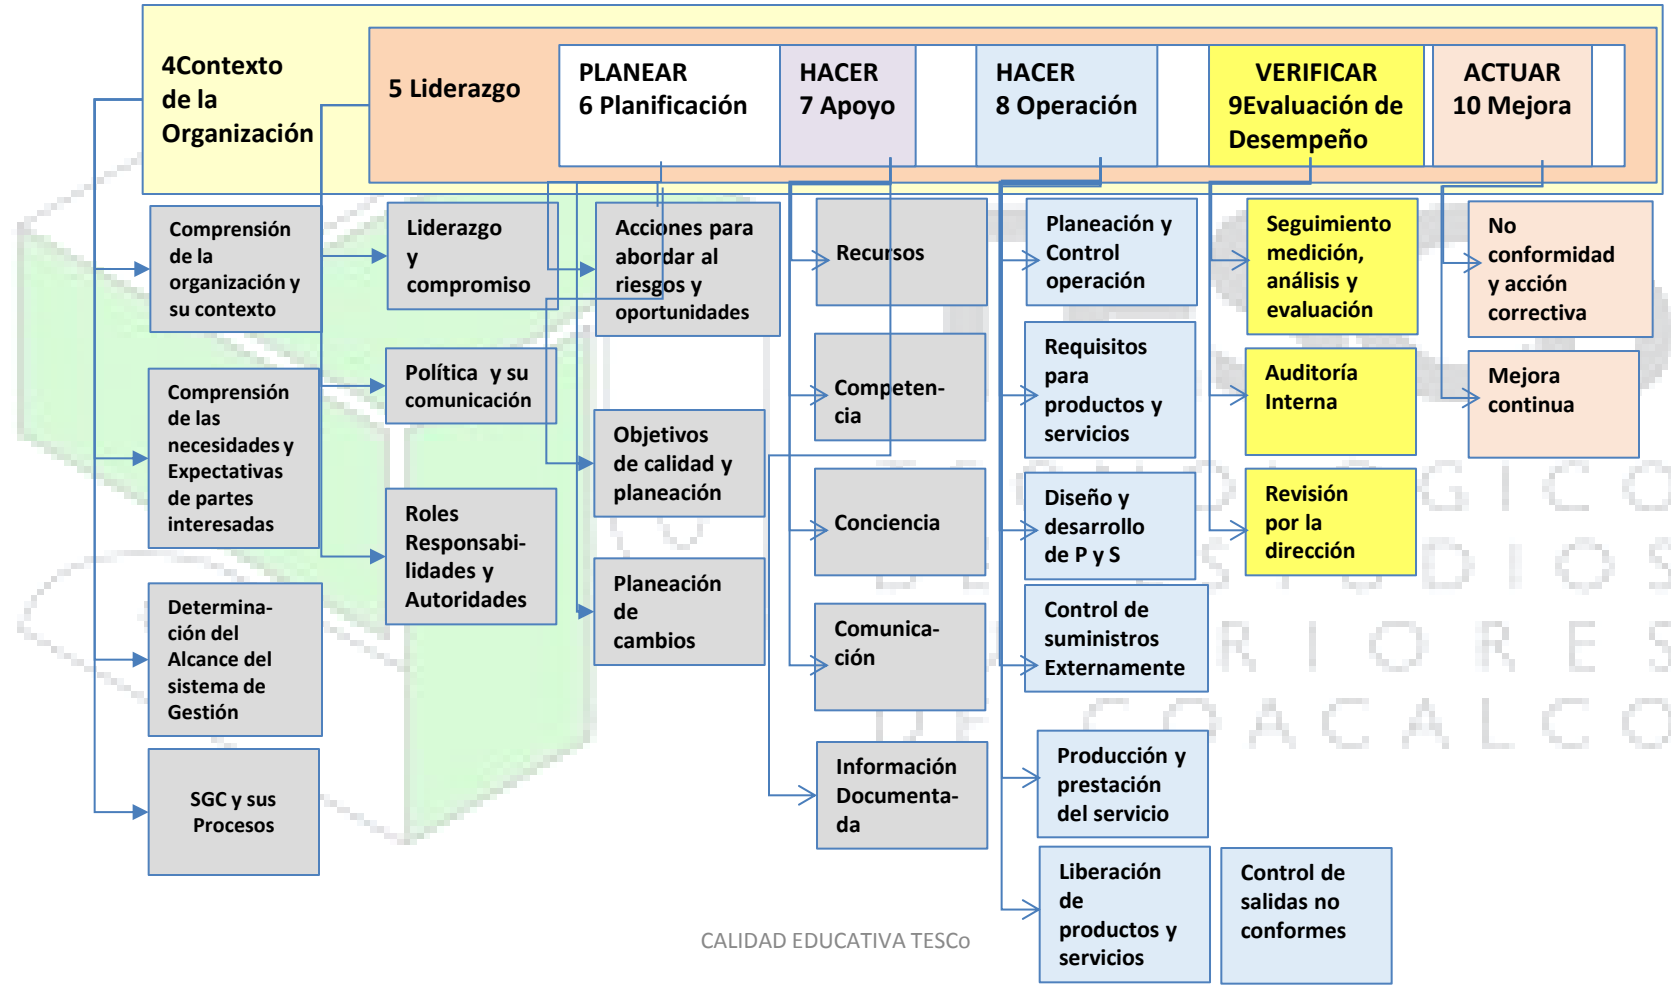 4Contexto
de la
Organización
5 Liderazgo
PLANEAR
6 Planificación
HACER
7 Apoyo
HACER
8 Operación
VERIFICAR
9Evaluación de
Desempeño
ACTUAR
10 Mejora
Comprensión
de la
organización y
su contexto
Comprensión
de las
necesidades y
Expectativas
de partes
interesadas
Determina-
ción del
Alcance del
sistema de
Gestión
SGC y sus
Procesos
Liderazgo
y
compromiso
Política y su
comunicación
Roles
Responsabi-
lidades y
Autoridades
Acciones para
abordar al
riesgos y
oportunidades
Objetivos
de calidad y
planeación
Planeación
de
cambios
Recursos
Competen-
cia
Conciencia
Comunica-
ción
Información
Documenta-
da
Planeación y
Control
operación
Requisitos
para
productos y
servicios
Diseño y
desarrollo
de P y S
Control de
suministros
Externamente
Producción y
prestación
del servicio
Liberación
de
productos y
servicios
Control de
salidas no
conformes
Seguimiento
medición,
análisis y
evaluación
Auditoría
Interna
Revisión
por la
dirección
No
conformidad
y acción
correctiva
Mejora
continua
DE COACALCO
CALIDAD EDUCATIVA TESCo